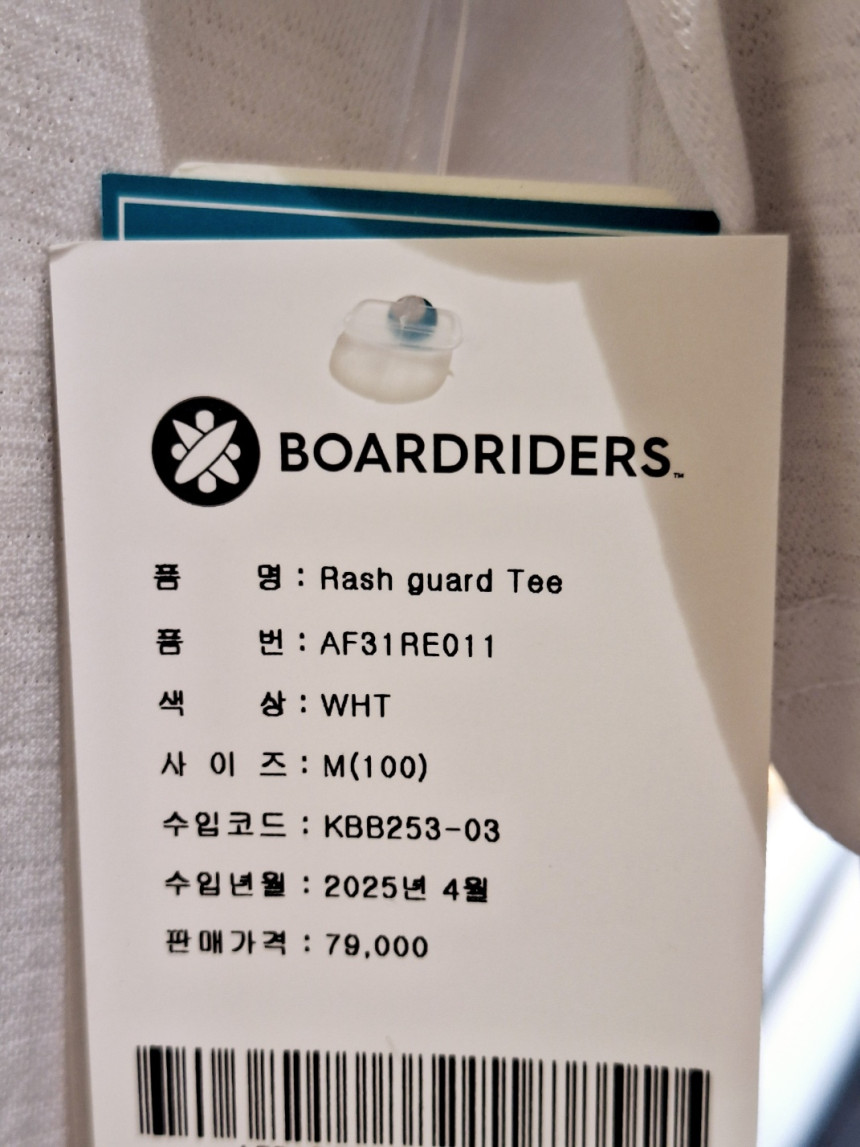 BOARDRIDERS™
품 명 : Rash guard Tee
품 번 : AF31RE011
색 상 : WHT
사 이 즈 : M(100)
수입코드 : KBB253-03
수입년월 : 2025년 4월
판매가격 : 79,000